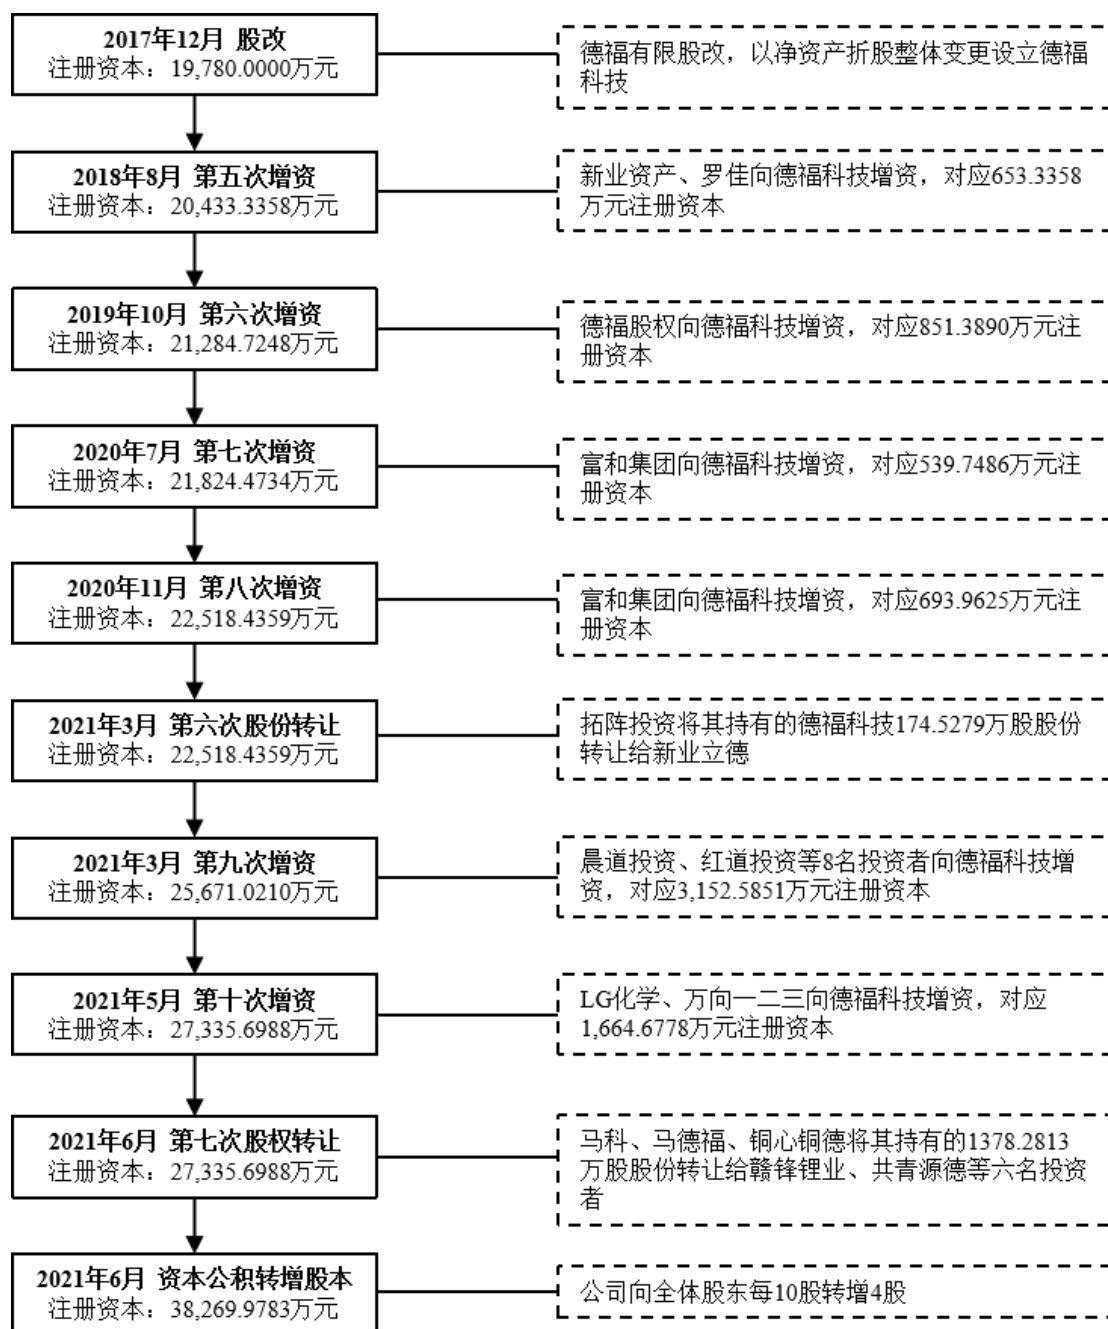 2017年12月 股改
注册资本：19,780.0000万元
德福有限股改，以净资产折股整体变更设立德福
科技
2018年8月 第五次增资
注册资本：20,433.3358万元
新业资产、罗佳向德福科技增资，对应653.3358
万元注册资本
2019年10月 第六次增资
注册资本：21,284.7248万元
德福股权向德福科技增资，对应851.3890万元注
册资本
2020年7月 第七次增资
注册资本：21,824.4734万元
富和集团向德福科技增资，对应539.7486万元注
册资本
2020年11月 第八次增资
注册资本：22,518.4359万元
富和集团向德福科技增资，对应693.9625万元注
册资本
2021年3月 第六次股份转让
注册资本：22,518.4359万元
拓阵投资将其持有的德福科技174.5279万股股份
转让给新业立德
2021年3月 第九次增资
注册资本：25,671.0210万元
晨道投资、红道投资等8名投资者向德福科技增
资，对应3,152.5851万元注册资本
2021年5月 第十次增资
注册资本：27,335.6988万元
LG化学、万向一二三向德福科技增资，对应
1,664.6778万元注册资本
2021年6月 第七次股权转让
注册资本：27,335.6988万元
马科、马德福、铜心铜德将其持有的1378.2813
万股股份转让给赣锋锂业、共青源德等六名投资
者
2021年6月 资本公积转增股本
注册资本：38,269.9783万元
公司向全体股东每10股转增4股